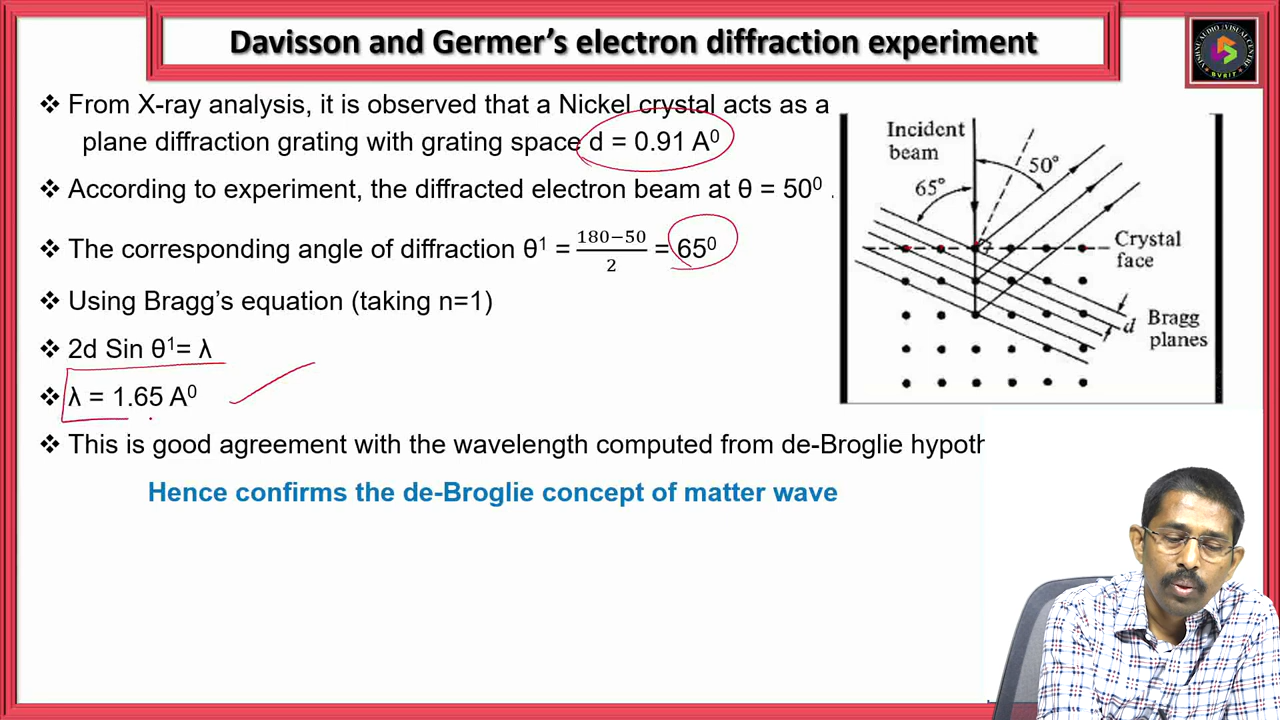 Davisson and Germer's electron diffraction experiment
❖ From X-ray analysis, it is observed that a Nickel crystal acts as a
plane diffraction grating with grating space d = 0.91 A⁰
❖ According to experiment, the diffracted electron beam at θ = 50⁰ .
❖ The corresponding angle of diffraction θ¹ = (180−50)/2 = 65⁰
❖ Using Bragg's equation (taking n=1)
❖ 2d Sin θ¹= λ
❖ λ = 1.65 A⁰
❖ This is good agreement with the wavelength computed from de-Broglie hypoth
Hence confirms the de-Broglie concept of matter wave
Incident
beam
50°
65°
Crystal
face
d
Bragg
planes
BVRIT